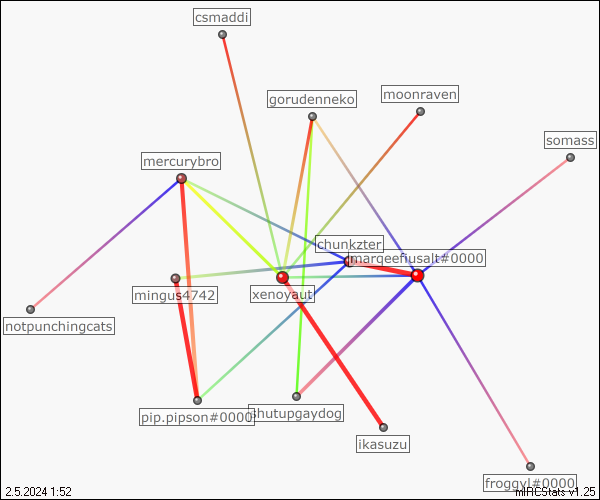 csmaddi
gorudenneko
moonraven
somass
mercurybro
chunkzter
marqeefiusalt#0000
mingus4742
xenoyaut
notpunchingcats
pip.pipson#0000
shutupgaydog
ikasuzu
froggyl#0000
2.5.2024 1:52
mIRCStats v1.25